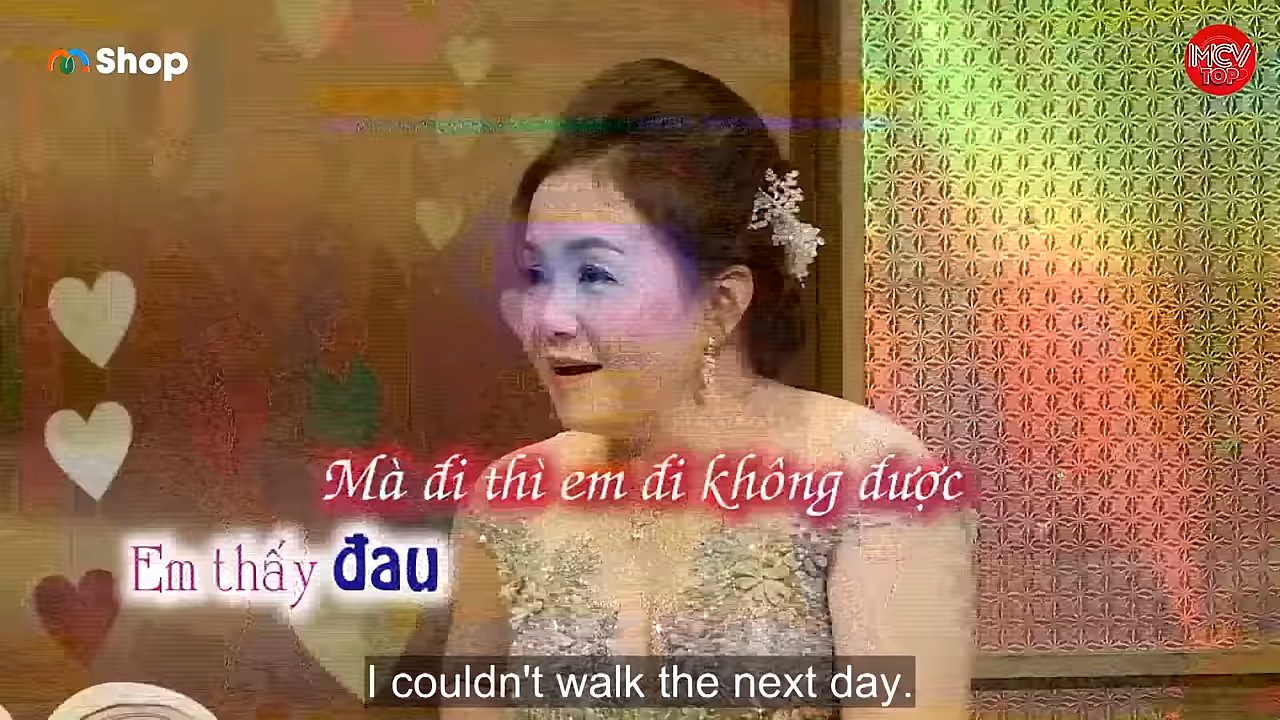 Shop
MCV
TOP
Mà đi thì em đi không được
Em thấy đau
I couldn't walk the next day.